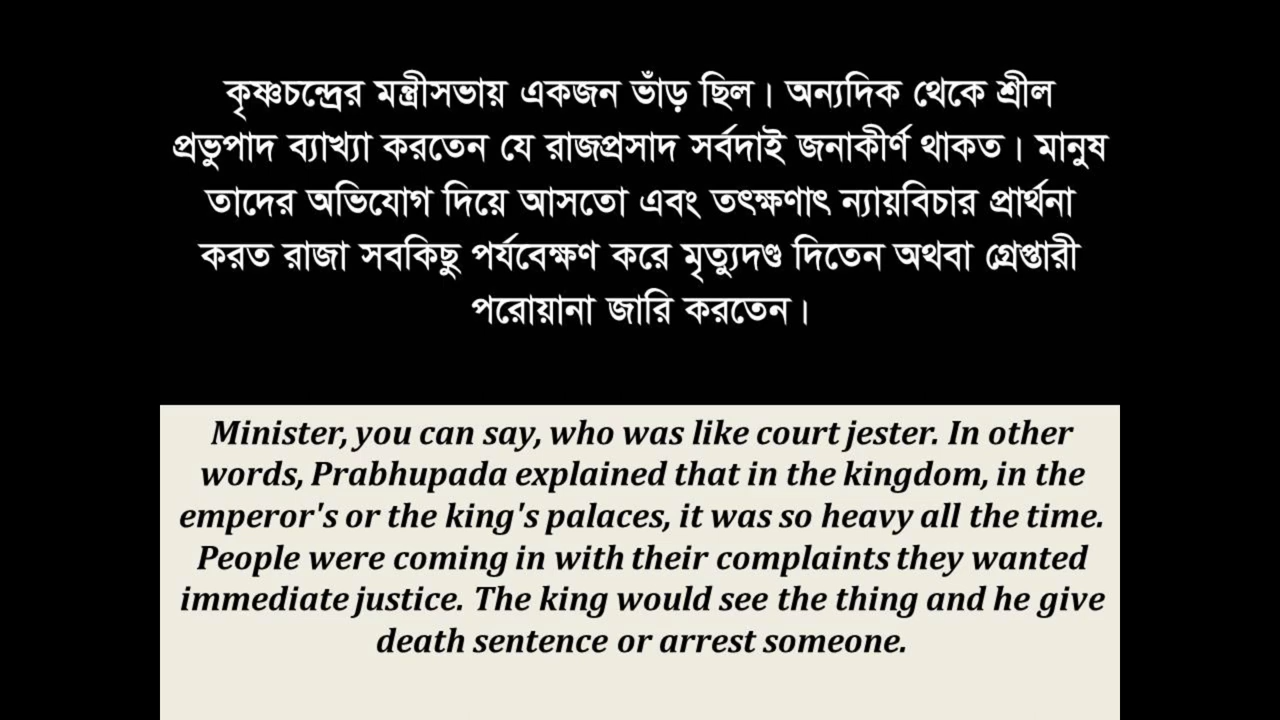 কৃষ্ণচন্দ্রের মন্ত্রীসভায় একজন ভাঁড় ছিল। অন্যদিক থেকে শ্রীল
প্রভুপাদ ব্যাখ্যা করতেন যে রাজপ্রসাদ সর্বদাই জনাকীর্ণ থাকত। মানুষ
তাদের অভিযোগ দিয়ে আসতো এবং তৎক্ষণাৎ ন্যায়বিচার প্রার্থনা
করত রাজা সবকিছু পর্যবেক্ষণ করে মৃত্যুদণ্ড দিতেন অথবা গ্রেপ্তারী
পরোয়ানা জারি করতেন।
Minister, you can say, who was like court jester. In other
words, Prabhupada explained that in the kingdom, in the
emperor's or the king's palaces, it was so heavy all the time.
People were coming in with their complaints they wanted
immediate justice. The king would see the thing and he give
death sentence or arrest someone.